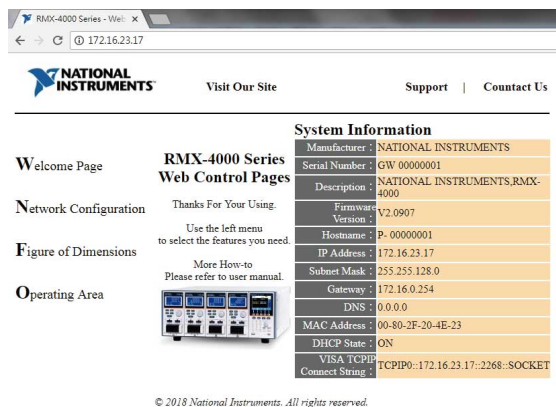 RMX-4000 Series - Web
172.16.23.17
NATIONAL
INSTRUMENTS™
Visit Our Site
Support | Countact Us
Welcome Page
Network Configuration
Figure of Dimensions
Operating Area
RMX-4000 Series
Web Control Pages
Thanks For Your Using.
Use the left menu
to select the features you need.
More How-to
Please refer to user manual.
System Information
Manufacturer : NATIONAL INSTRUMENTS
Serial Number : GW 00000001
Description : NATIONAL INSTRUMENTS,RMX-
4000
Firmware
Version : V2.0907
Hostname : P- 00000001
IP Address : 172.16.23.17
Subnet Mask : 255.255.128.0
Gateway : 172.16.0.254
DNS : 0.0.0.0
MAC Address : 00-80-2F-20-4E-23
DHCP State : ON
VISA TCPIP
Connect String : TCPIP0::172.16.23.17::2268::SOCKET
© 2018 National Instruments. All rights reserved.